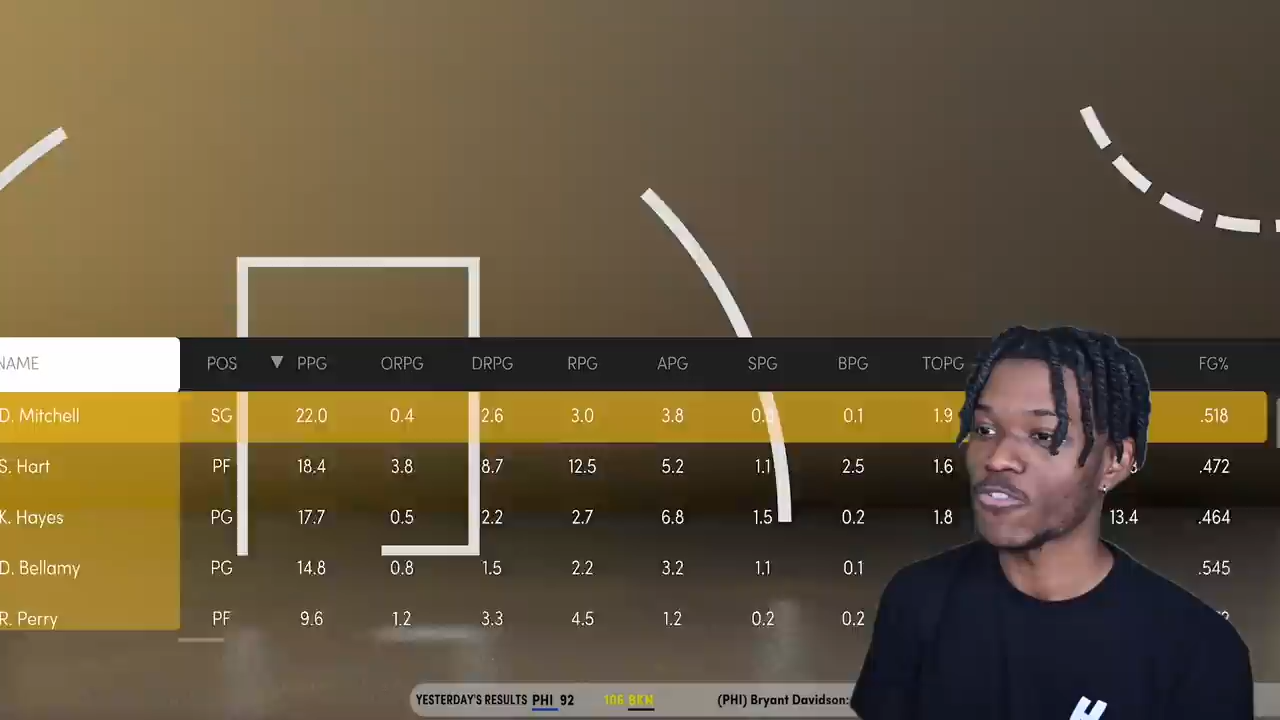 NAME POS ▼ PPG ORPG DRPG RPG APG SPG BPG TOPG FG%
D. Mitchell SG 22.0 0.4 2.6 3.0 3.8 0.1 1.9 .518
S. Hart PF 18.4 3.8 8.7 12.5 5.2 1.1 2.5 1.6 .472
K. Hayes PG 17.7 0.5 2.2 2.7 6.8 1.5 0.2 1.8 13.4 .464
D. Bellamy PG 14.8 0.8 1.5 2.2 3.2 1.1 0.1 .545
R. Perry PF 9.6 1.2 3.3 4.5 1.2 0.2 0.2
YESTERDAY'S RESULTS PHI 92 106 BKN (PHI) Bryant Davidson: